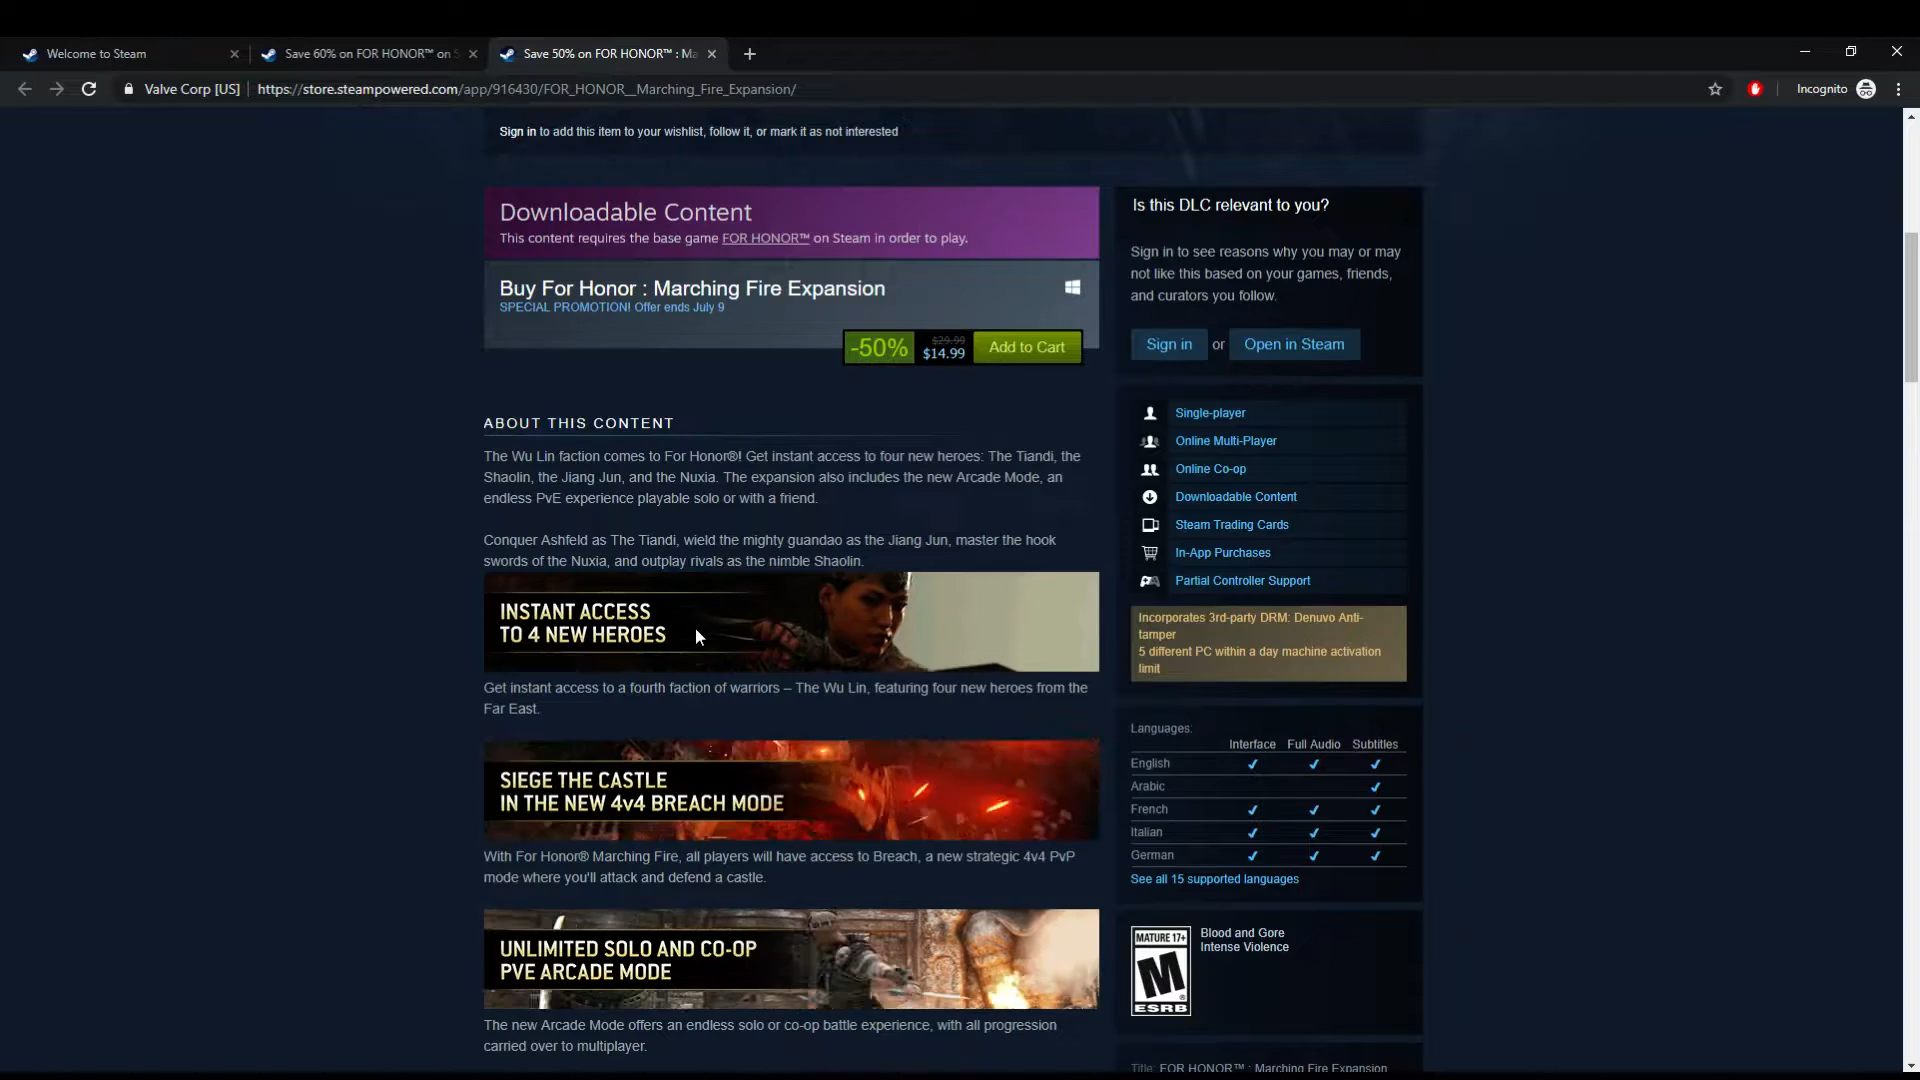 Welcome to Steam
Save 60% on FOR HONOR™ on S
Save 50% on FOR HONOR™ : Ma
Valve Corp [US]
https://store.steampowered.com/app/916430/FOR_HONOR__Marching_Fire_Expansion/
Incognito
Sign in to add this item to your wishlist, follow it, or mark it as not interested
Downloadable Content
This content requires the base game FOR HONOR™ on Steam in order to play.
Buy For Honor : Marching Fire Expansion
SPECIAL PROMOTION! Offer ends July 9
-50%
$29.99
$14.99
Add to Cart
ABOUT THIS CONTENT
The Wu Lin faction comes to For Honor®! Get instant access to four new heroes: The Tiandi, the
Shaolin, the Jiang Jun, and the Nuxia. The expansion also includes the new Arcade Mode, an
endless PvE experience playable solo or with a friend.
Conquer Ashfeld as The Tiandi, wield the mighty guandao as the Jiang Jun, master the hook
swords of the Nuxia, and outplay rivals as the nimble Shaolin.
INSTANT ACCESS
TO 4 NEW HEROES
Get instant access to a fourth faction of warriors – The Wu Lin, featuring four new heroes from the
Far East.
SIEGE THE CASTLE
IN THE NEW 4v4 BREACH MODE
With For Honor® Marching Fire, all players will have access to Breach, a new strategic 4v4 PvP
mode where you'll attack and defend a castle.
UNLIMITED SOLO AND CO-OP
PVE ARCADE MODE
The new Arcade Mode offers an endless solo or co-op battle experience, with all progression
carried over to multiplayer.
Is this DLC relevant to you?
Sign in to see reasons why you may or may
not like this based on your games, friends,
and curators you follow.
Sign in or Open in Steam
Single-player
Online Multi-Player
Online Co-op
Downloadable Content
Steam Trading Cards
In-App Purchases
Partial Controller Support
Incorporates 3rd-party DRM: Denuvo Anti-
tamper
5 different PC within a day machine activation
limit
Languages:
Interface Full Audio Subtitles
English ✔ ✔ ✔
Arabic ✔
French ✔ ✔ ✔
Italian ✔ ✔ ✔
German ✔ ✔ ✔
See all 15 supported languages
MATURE 17+
M
ESRB
Blood and Gore
Intense Violence
Title: FOR HONOR™ : Marching Fire Expansion